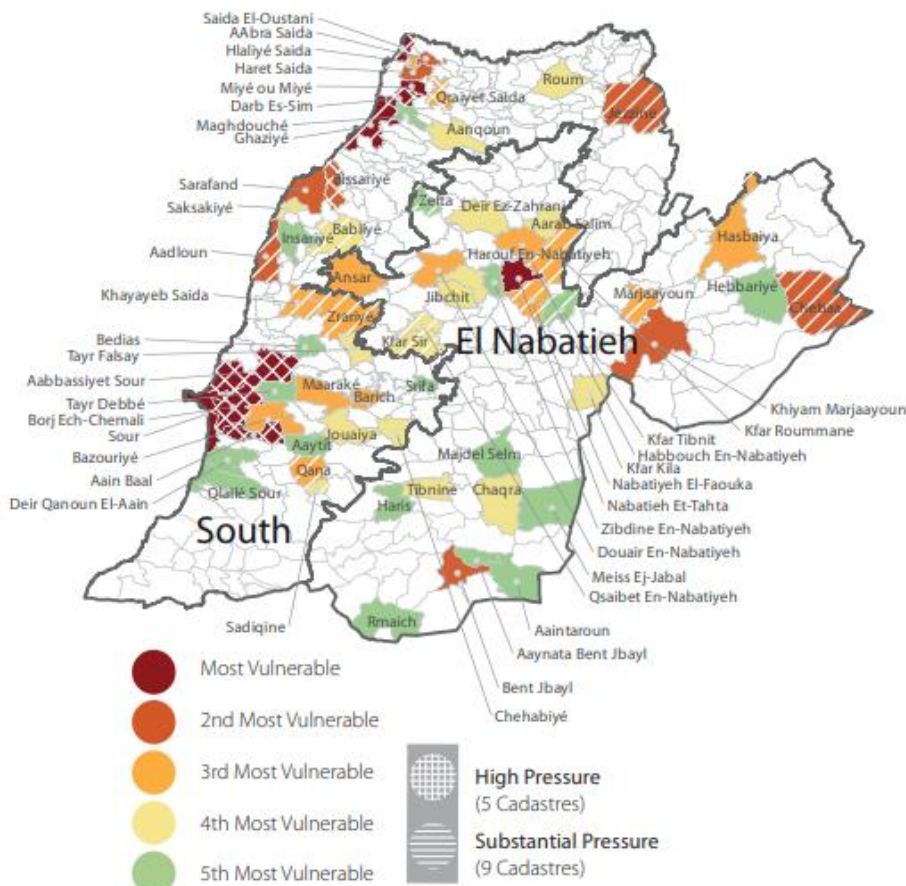 Saida El-Oustani
AAbra Saida
Hlaliyé Saida
Haret Saida
Miyé ou Miyé
Darb Es-Sim
Maghdouché
Ghaziyé
Qraiyet Saida
Roum
Jezzine
Aanqoun
Sarafand
Saksakiyé
Aadloun
Khayayeb Saida
Bissariyé
Insariyé
Babliyé
Ansar
Zrariyé
Zefta
Deir Ez-Zahrani
Aarab Salim
Harouf En-Nabatiyeh
Jibchit
Kfar Sir
El Nabatieh
Hasbaiya
Hebbariyé
Chebaa
Marjaayoun
Bedias
Tayr Falsay
Aabbassiyet Sour
Tayr Debbé
Borj Ech-Chemali
Sour
Bazouriyé
Aain Baal
Deir Qanoun El-Aain
Maaraké
Barich
Srifa
Jouaiya
Aaytit
Qana
Qlailé Sour
South
Majdel Selm
Tibnine
Chaqra
Haris
Rmaich
Sadiqine
Khiyam Marjaayoun
Kfar Roummane
Kfar Tibnit
Habbouch En-Nabatiyeh
Kfar Kila
Nabatiyeh El-Faouka
Nabatieh Et-Tahta
Zibdine En-Nabatiyeh
Douair En-Nabatiyeh
Meiss Ej-Jabal
Qsaibet En-Nabatiyeh
Aaintaroun
Aaynata Bent Jbayl
Bent Jbayl
Chehabiyé
Most Vulnerable
2nd Most Vulnerable
3rd Most Vulnerable
4th Most Vulnerable
5th Most Vulnerable
High Pressure
(5 Cadastres)
Substantial Pressure
(9 Cadastres)